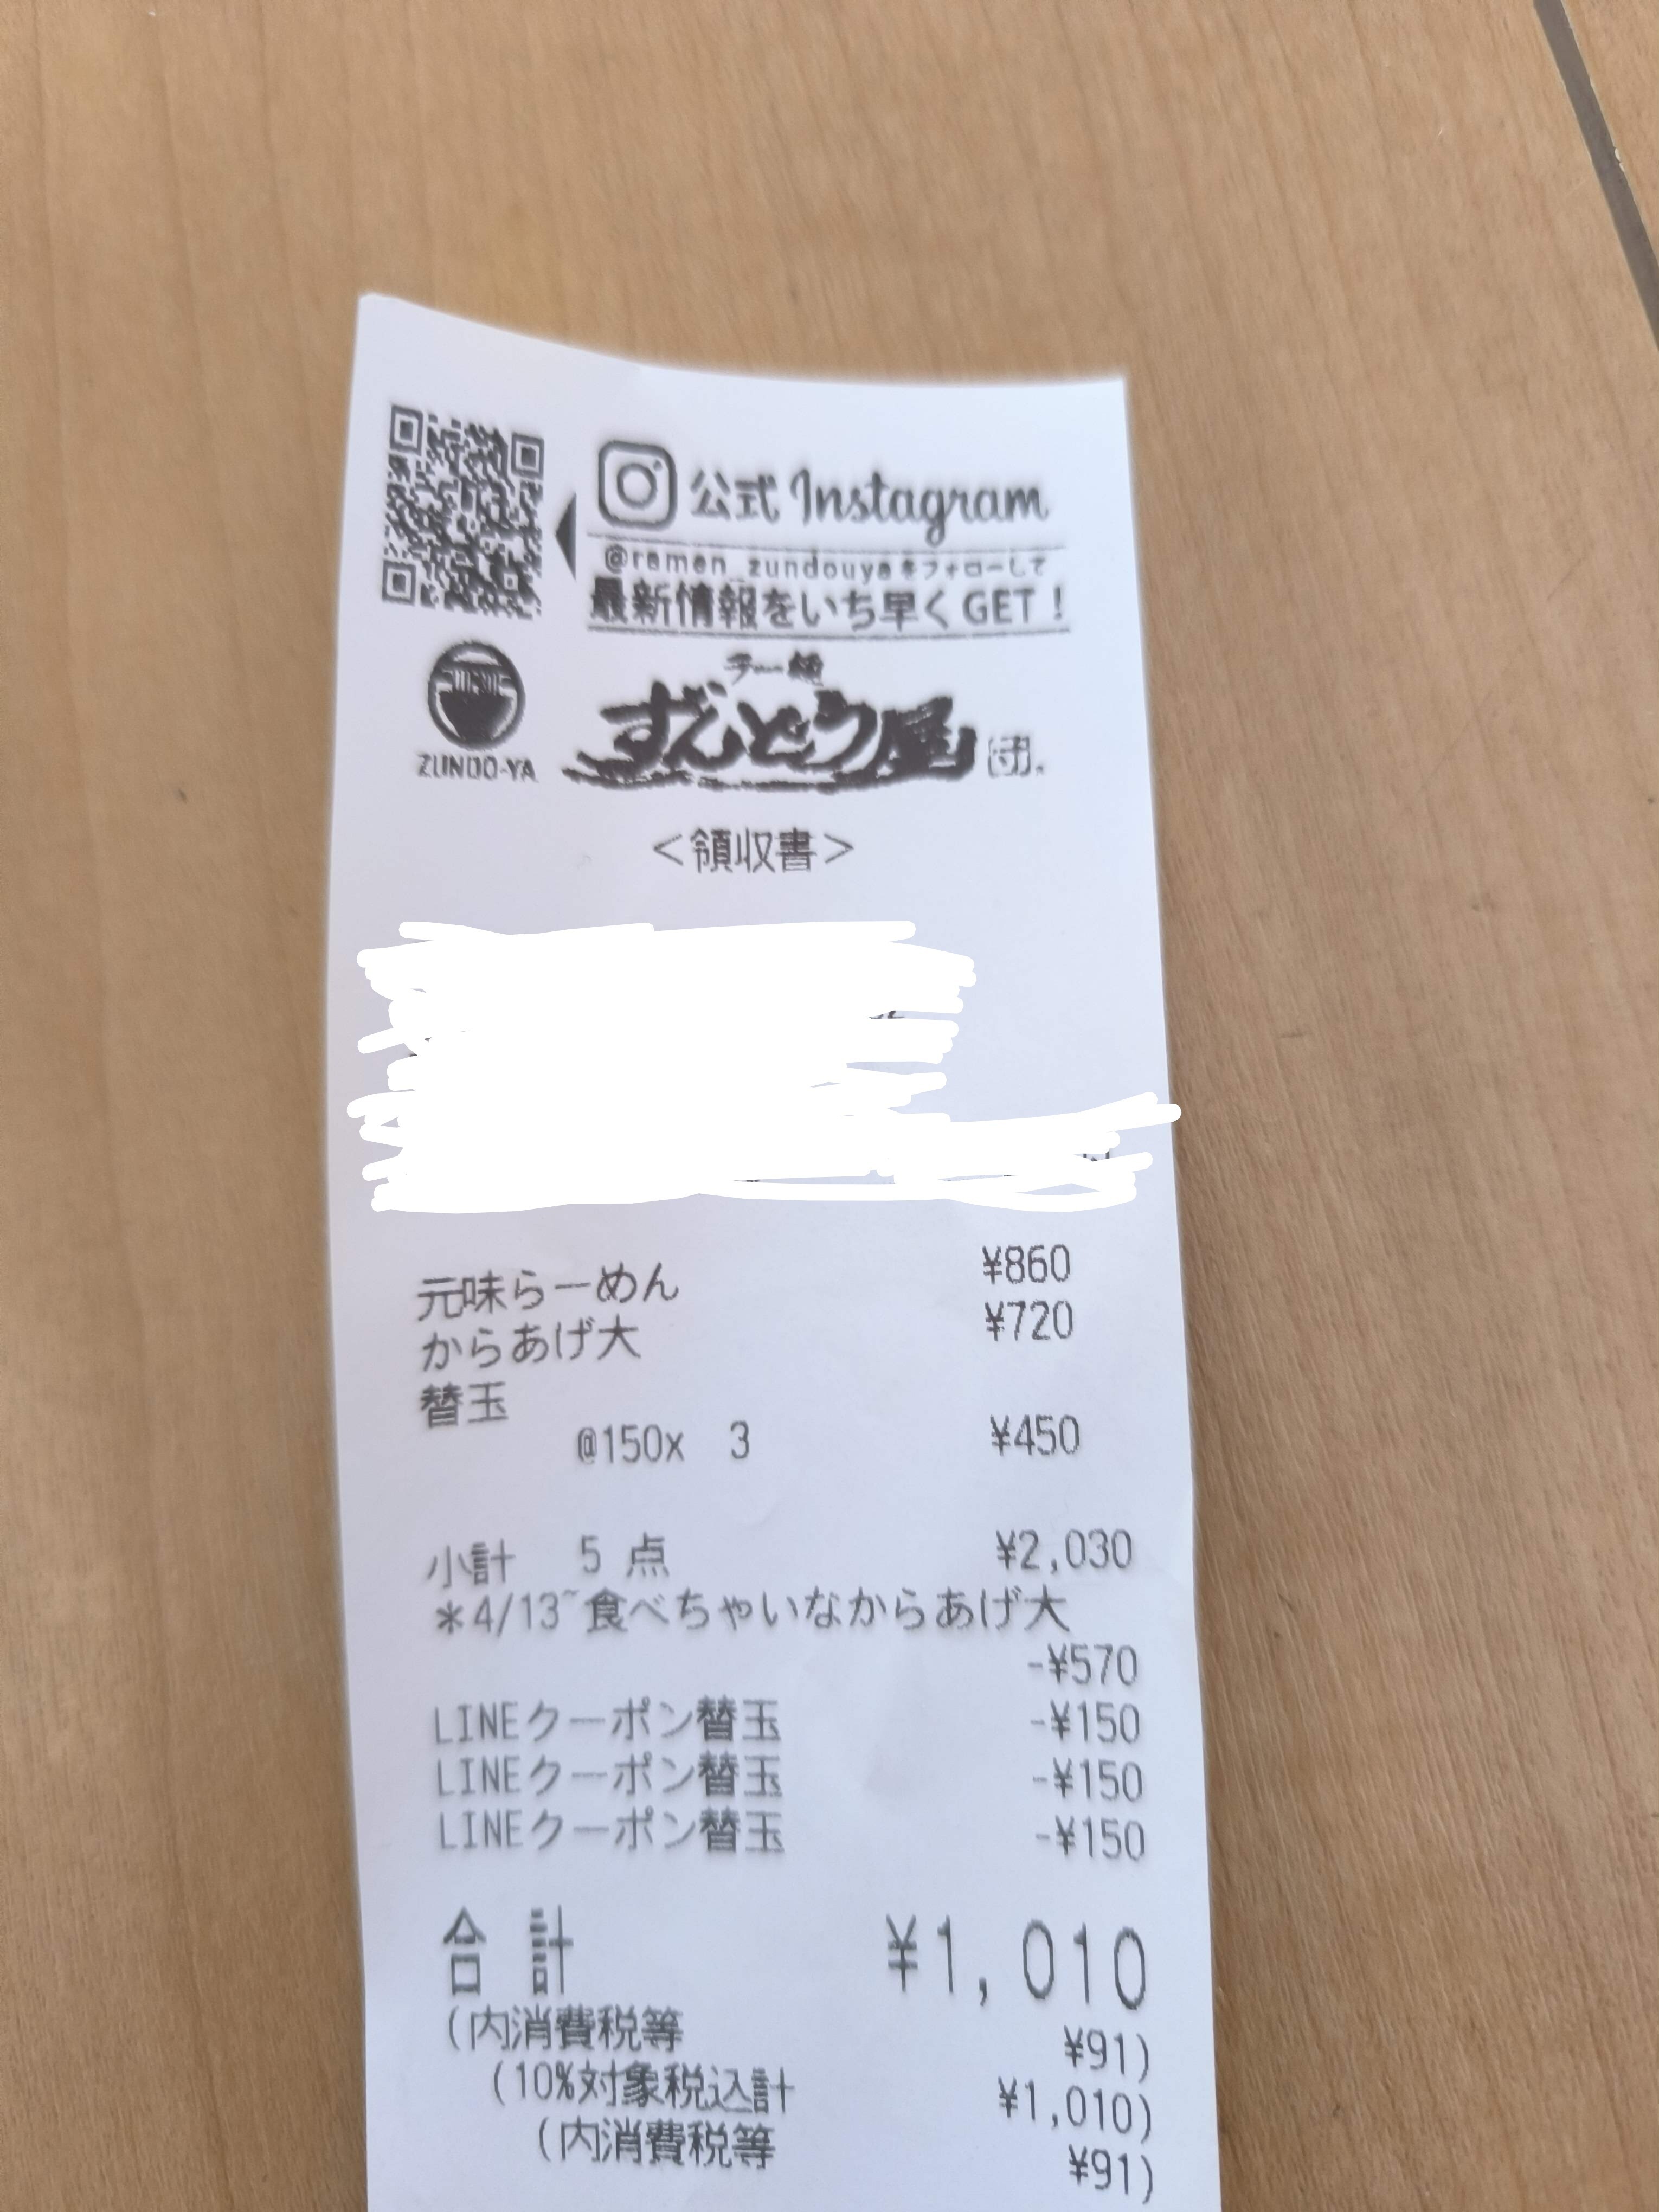 公式 Instagram
@ramen_zundouyaをフォローして
最新情報をいち早くGET！
ラー麺
ずんどう屋 団.
ZUNDO-YA
＜領収書＞
元味らーめん ¥860
からあげ大 ¥720
替玉
@150x 3 ¥450
小計 5 点 ¥2,030
＊4/13~食べちゃいなからあげ大
-¥570
LINEクーポン替玉 -¥150
LINEクーポン替玉 -¥150
LINEクーポン替玉 -¥150
合 計 ¥1,010
(内消費税等 ¥91)
(10%対象税込計 ¥1,010)
(内消費税等 ¥91)